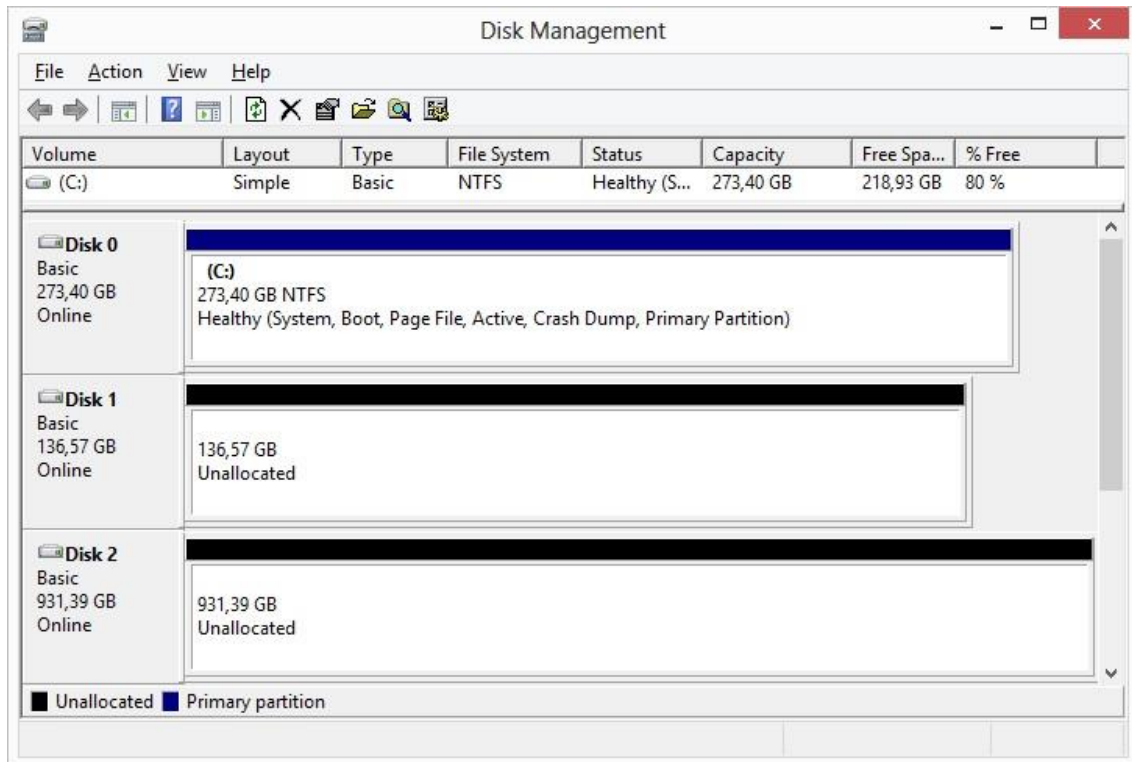 Disk Management
File Action View Help
Volume Layout Type File System Status Capacity Free Spa... % Free
(C:) Simple Basic NTFS Healthy (S... 273,40 GB 218,93 GB 80 %
Disk 0
Basic
273,40 GB
Online
(C:)
273,40 GB NTFS
Healthy (System, Boot, Page File, Active, Crash Dump, Primary Partition)
Disk 1
Basic
136,57 GB
Online
136,57 GB
Unallocated
Disk 2
Basic
931,39 GB
Online
931,39 GB
Unallocated
Unallocated Primary partition